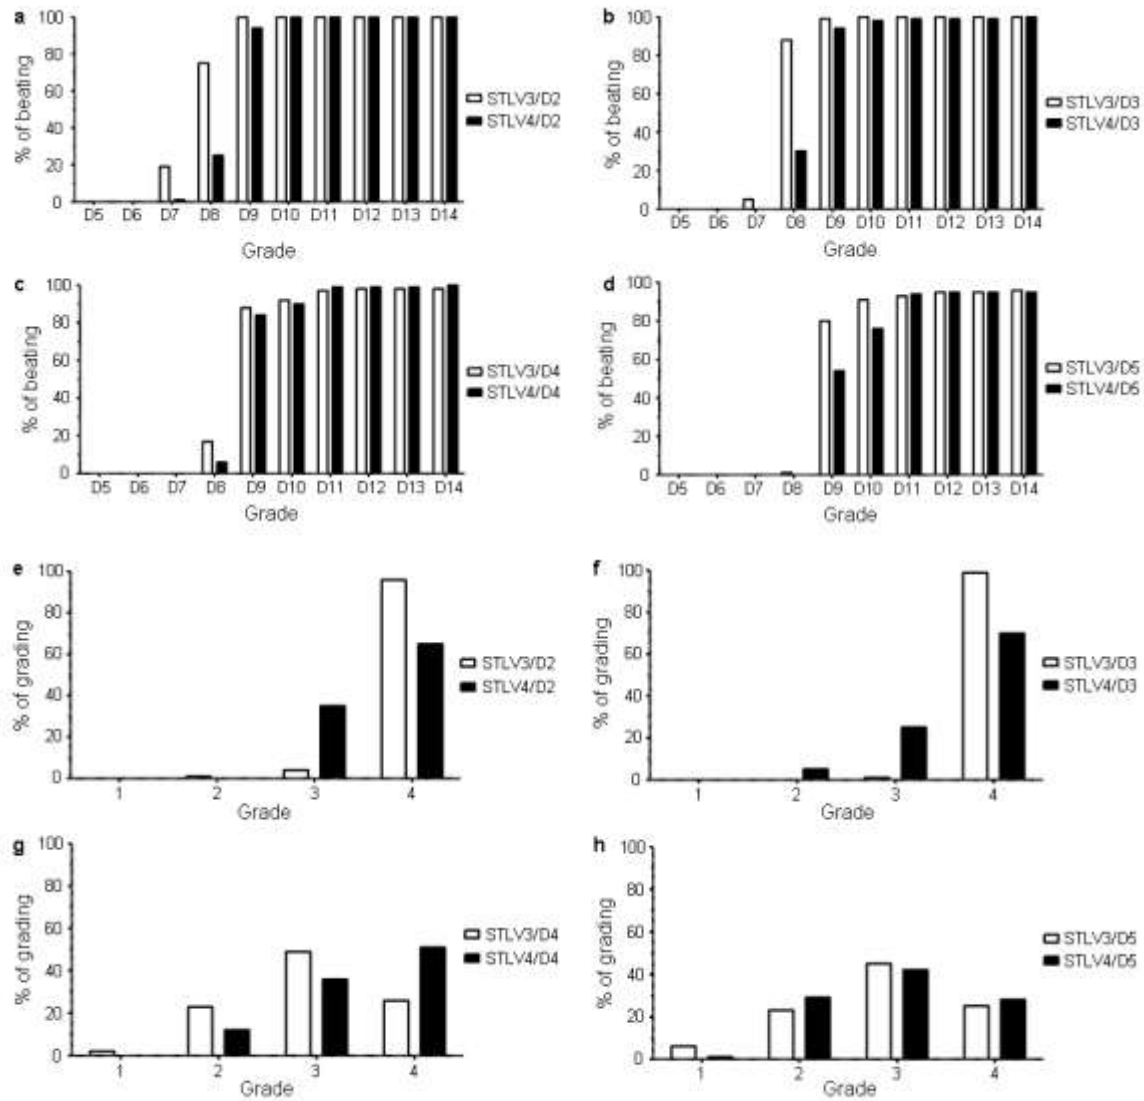 a
100
80
60
40
20
0
% of beating
D5 D6 D7 D8 D9 D10 D11 D12 D13 D14
Grade
STLV3/D2
STLV4/D2
b
100
80
60
40
20
0
% of beating
D5 D6 D7 D8 D9 D10 D11 D12 D13 D14
Grade
STLV3/D3
STLV4/D3
c
100
80
60
40
20
0
% of beating
D5 D6 D7 D8 D9 D10 D11 D12 D13 D14
Grade
STLV3/D4
STLV4/D4
d
100
80
60
40
20
0
% of beating
D5 D6 D7 D8 D9 D10 D11 D12 D13 D14
Grade
STLV3/D5
STLV4/D5
e
100
80
60
40
20
0
% of grading
1 2 3 4
Grade
STLV3/D2
STLV4/D2
f
100
80
60
40
20
0
% of grading
1 2 3 4
Grade
STLV3/D3
STLV4/D3
g
100
80
60
40
20
0
% of grading
1 2 3 4
Grade
STLV3/D4
STLV4/D4
h
100
80
60
40
20
0
% of grading
1 2 3 4
Grade
STLV3/D5
STLV4/D5